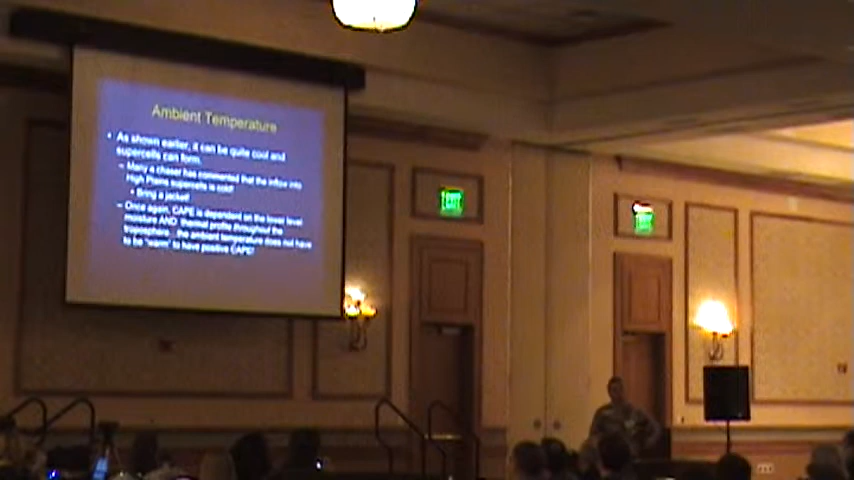 Ambient Temperature
• As shown earlier, it can be quite cool and
supercells can form.
– Many a chaser has commented that the inflow into
High Plains supercells is cold!
• Bring a jacket!
– Once again, CAPE is dependent on the lower level
moisture AND thermal profile throughout the
troposphere... the ambient temperature does not have
to be "warm" to have positive CAPE!
EXIT
EXIT